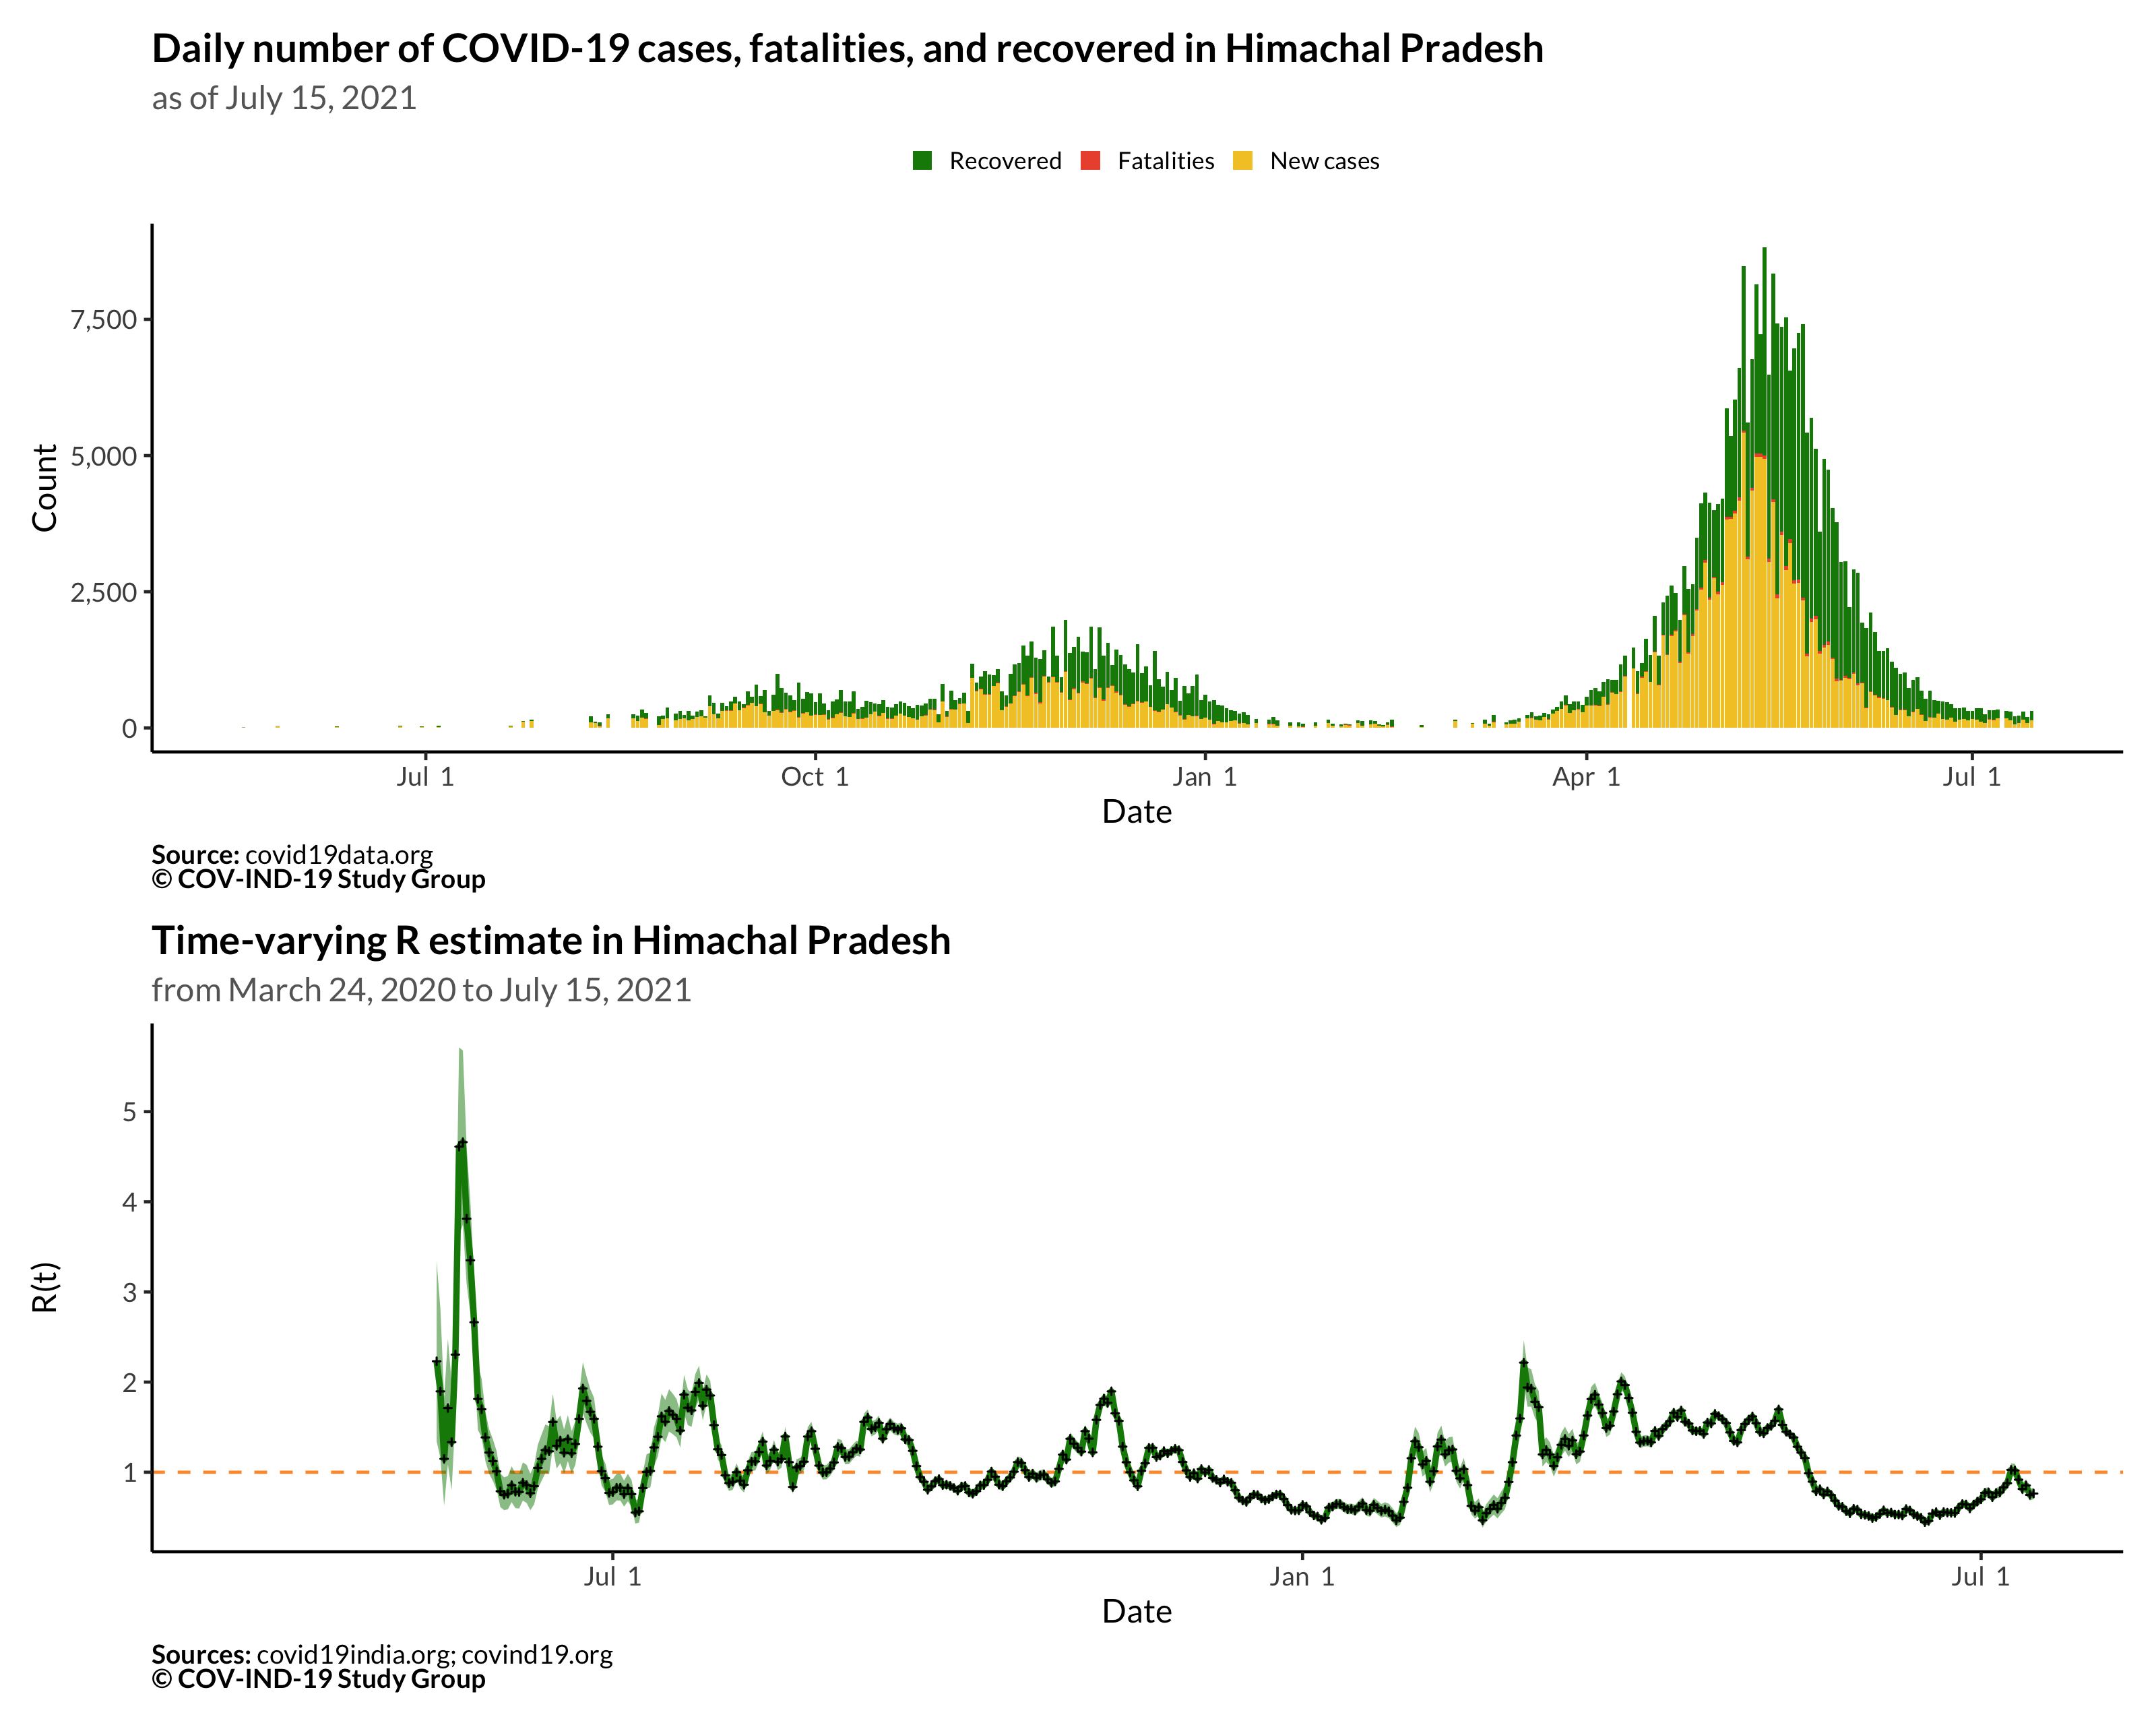 Daily number of COVID-19 cases, fatalities, and recovered in Himachal Pradesh
as of July 15, 2021
Recovered Fatalities New cases
7,500
5,000
2,500
0
Count
Jul 1 Oct 1 Jan 1 Apr 1 Jul 1
Date
Source: covid19data.org
© COV-IND-19 Study Group
Time-varying R estimate in Himachal Pradesh
from March 24, 2020 to July 15, 2021
5
4
3
2
1
R(t)
Jul 1 Jan 1 Jul 1
Date
Sources: covid19india.org; covind19.org
© COV-IND-19 Study Group